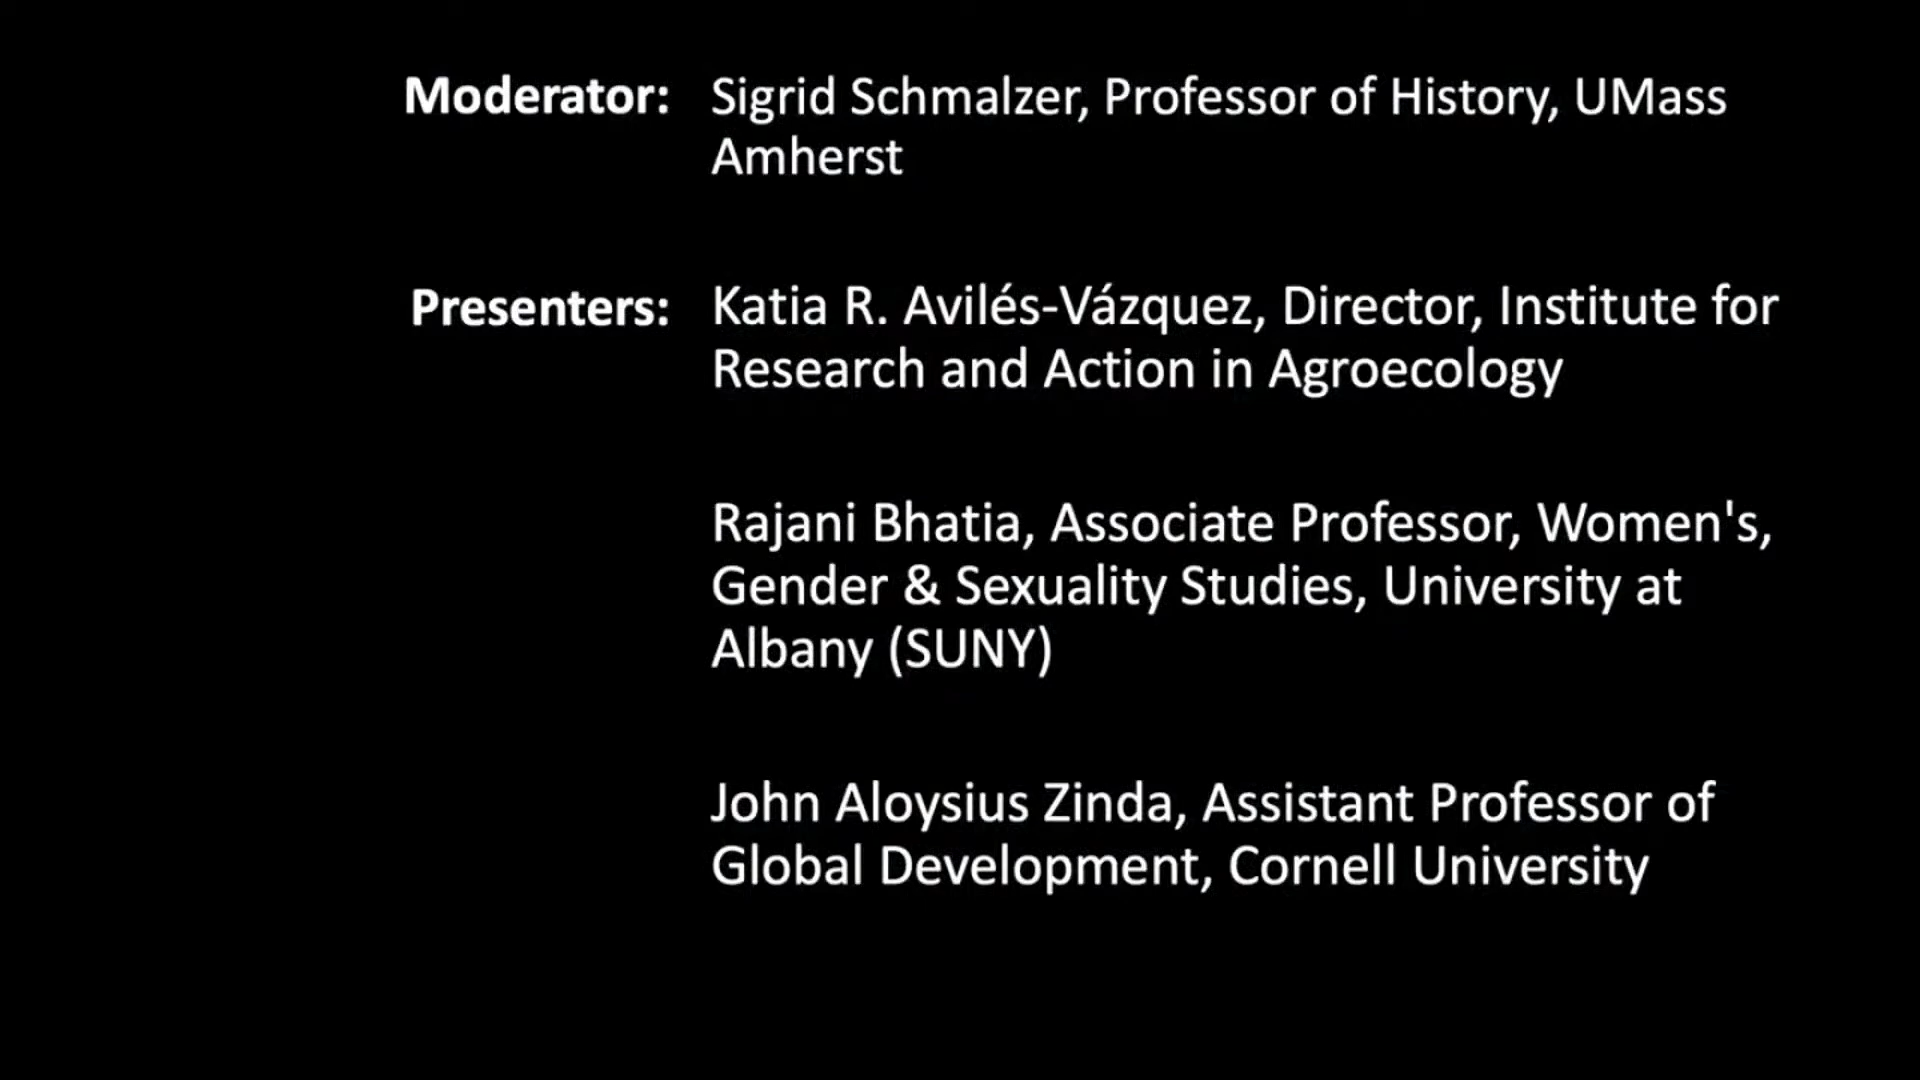 Moderator: Sigrid Schmalzer, Professor of History, UMass
Amherst
Presenters: Katia R. Avilés-Vázquez, Director, Institute for
Research and Action in Agroecology
Rajani Bhatia, Associate Professor, Women's,
Gender & Sexuality Studies, University at
Albany (SUNY)
John Aloysius Zinda, Assistant Professor of
Global Development, Cornell University